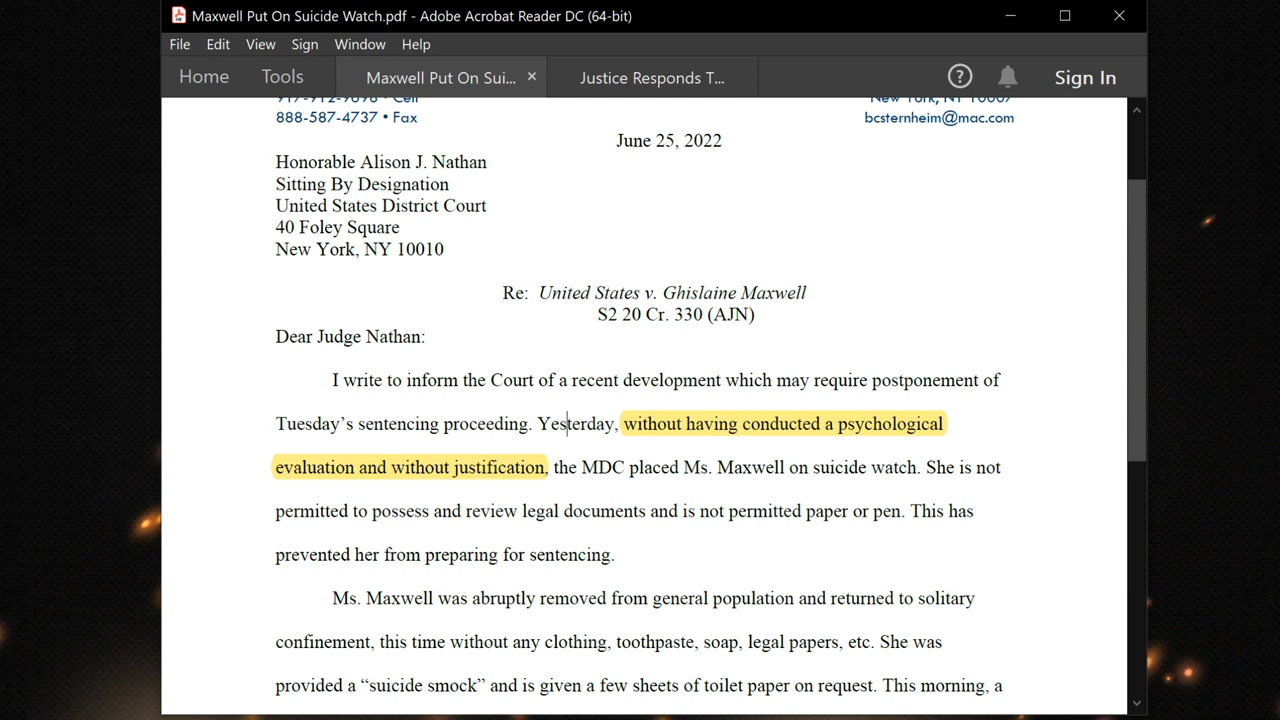 Maxwell Put On Suicide Watch.pdf - Adobe Acrobat Reader DC (64-bit)
File Edit View Sign Window Help
Home Tools Maxwell Put On Sui... × Justice Responds T... ? Sign In
• Cell New York, NY 10007
888-587-4737 • Fax bcsternheim@mac.com
June 25, 2022
Honorable Alison J. Nathan
Sitting By Designation
United States District Court
40 Foley Square
New York, NY 10010
Re: United States v. Ghislaine Maxwell
S2 20 Cr. 330 (AJN)
Dear Judge Nathan:
I write to inform the Court of a recent development which may require postponement of
Tuesday’s sentencing proceeding. Yesterday, without having conducted a psychological
evaluation and without justification, the MDC placed Ms. Maxwell on suicide watch. She is not
permitted to possess and review legal documents and is not permitted paper or pen. This has
prevented her from preparing for sentencing.
Ms. Maxwell was abruptly removed from general population and returned to solitary
confinement, this time without any clothing, toothpaste, soap, legal papers, etc. She was
provided a “suicide smock” and is given a few sheets of toilet paper on request. This morning, a